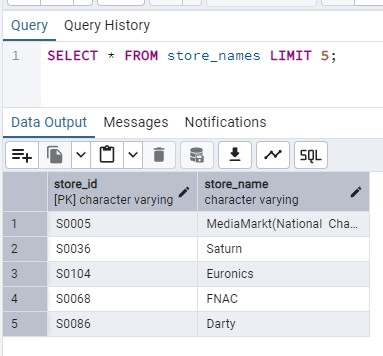 Query Query History
1 SELECT * FROM store_names LIMIT 5;
Data Output Messages Notifications
SQL
store_id store_name
[PK] character varying character varying
1 S0005 MediaMarkt(National Cha...
2 S0036 Saturn
3 S0104 Euronics
4 S0068 FNAC
5 S0086 Darty